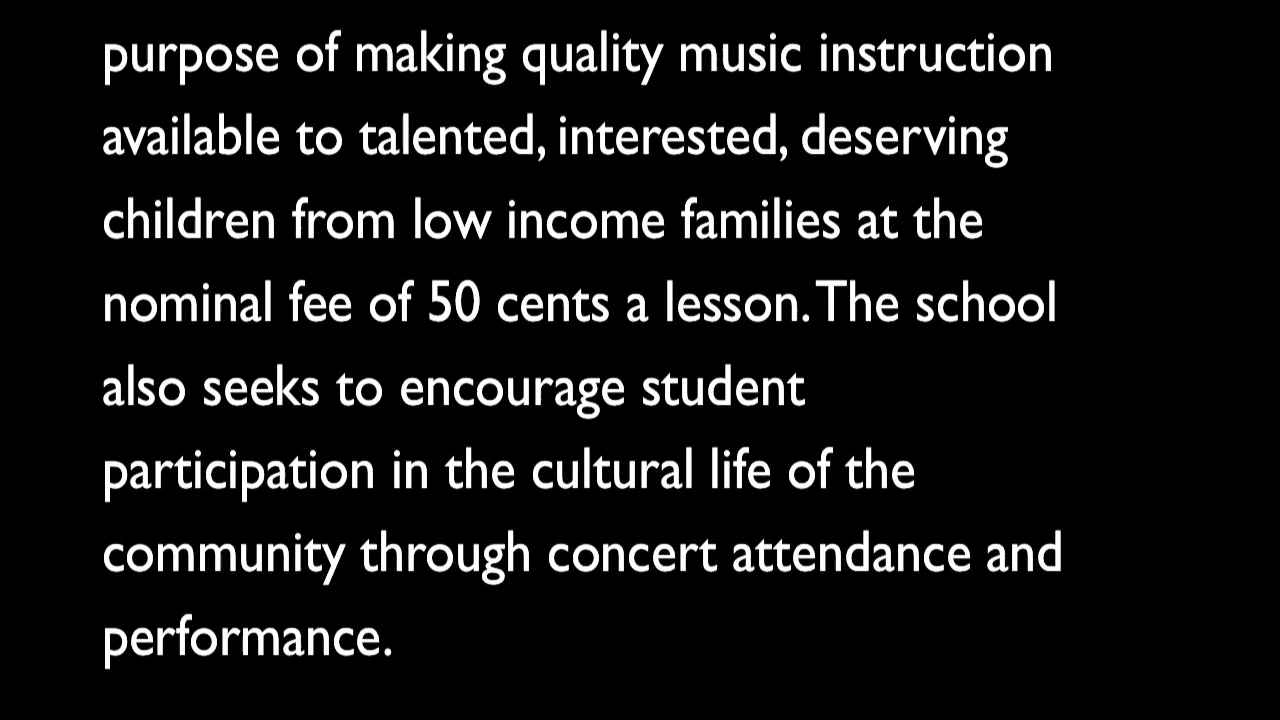 purpose of making quality music instruction
available to talented, interested, deserving
children from low income families at the
nominal fee of 50 cents a lesson. The school
also seeks to encourage student
participation in the cultural life of the
community through concert attendance and
performance.